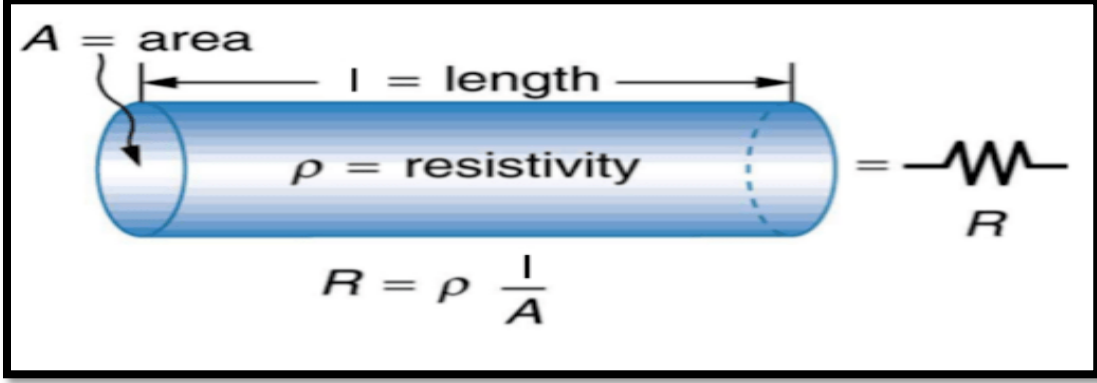 A = area
l = length
ρ = resistivity
=
R
R = ρ l/A